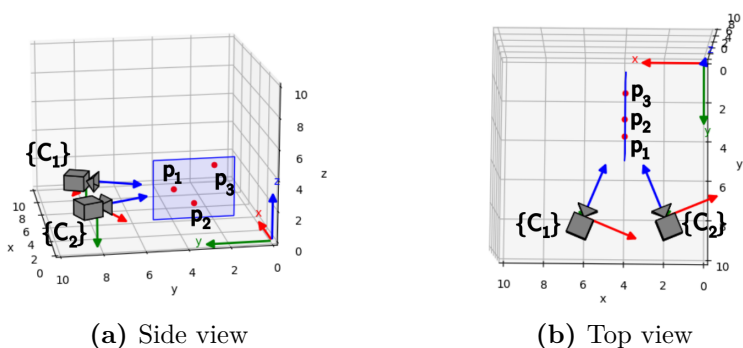 {C₁}
{C₂}
p₁
p₂
p₃
x
y
z
10
8
6
4
2
0
x
10
8
6
4
2
0
y
10
8
6
4
2
0
z
(a) Side view
{C₁}
{C₂}
p₃
p₂
p₁
x
y
z
10
8
6
4
2
0
x
0
2
4
6
8
10
y
(b) Top view